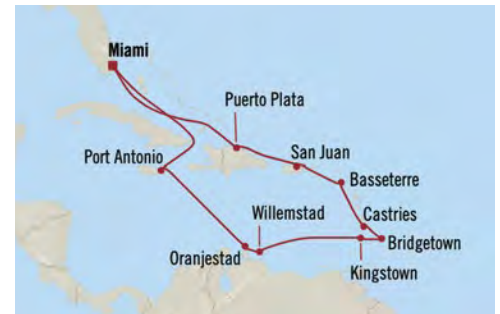 Miami
Puerto Plata
Port Antonio
San Juan
Basseterre
Willemstad
Castries
Oranjestad
Bridgetown
Kingstown